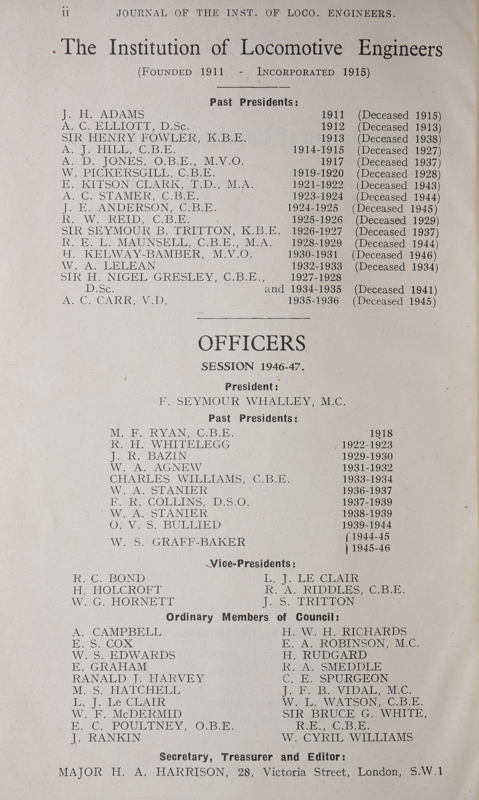 ii JOURNAL OF THE INST. OF LOCO. ENGINEERS.
The Institution of Locomotive Engineers
(FOUNDED 1911 - INCORPORATED 1915)
Past Presidents:
J. H. ADAMS 1911 (Deceased 1915)
A. C. ELLIOTT, D.Sc. 1912 (Deceased 1913)
SIR HENRY FOWLER, K.B.E. 1913 (Deceased 1938)
A. J. HILL, C.B.E. 1914-1915 (Deceased 1927)
A. D. JONES, O.B.E., M.V.O. 1917 (Deceased 1937)
W. PICKERSGILL, C.B.E. 1919-1920 (Deceased 1928)
E. KITSON CLARK, T.D., M.A. 1921-1922 (Deceased 1943)
A. C. STAMER, C.B.E. 1923-1924 (Deceased 1944)
J. E. ANDERSON, C.B.E. 1924-1925 (Deceased 1945)
R. W. REID, C.B.E. 1925-1926 (Deceased 1929)
SIR SEYMOUR B. TRITTON, K.B.E. 1926-1927 (Deceased 1937)
R. E. L. MAUNSELL, C.B.E., M.A. 1928-1929 (Deceased 1944)
H. KELWAY-BAMBER, M.V.O. 1930-1931 (Deceased 1946)
W. A. LELEAN 1932-1933 (Deceased 1934)
SIR H. NIGEL GRESLEY, C.B.E., 1927-1928
D.Sc. and 1934-1935 (Deceased 1941)
A. C. CARR, V.D. 1935-1936 (Deceased 1945)
OFFICERS
SESSION 1946-47.
President:
F. SEYMOUR WHALLEY, M.C.
Past Presidents:
M. F. RYAN, C.B.E. 1918
R. H. WHITELEGG 1922-1923
J. R. BAZIN 1929-1930
W. A. AGNEW 1931-1932
CHARLES WILLIAMS, C.B.E. 1933-1934
W. A. STANIER 1936-1937
F. R. COLLINS, D.S.O. 1937-1939
W. A. STANIER 1938-1939
O. V. S. BULLIED 1939-1944
W. S. GRAFF-BAKER { 1944-45
1945-46
Vice-Presidents:
R. C. BOND L. J. LE CLAIR
H. HOLCROFT R. A. RIDDLES, C.B.E.
W. G. HORNETT J. S. TRITTON
Ordinary Members of Council:
A. CAMPBELL H. W. H. RICHARDS
E. S. COX E. A. ROBINSON, M.C.
W. S. EDWARDS H. RUDGARD
E. GRAHAM R. A. SMEDDLE
RANALD J. HARVEY C. E. SPURGEON
M. S. HATCHELL J. F. B. VIDAL, M.C.
L. J. Le CLAIR W. L. WATSON, C.B.E.
W. F. McDERMID SIR BRUCE G. WHITE,
E. C. POULTNEY, O.B.E. R.E., C.B.E.
J. RANKIN W. CYRIL WILLIAMS
Secretary, Treasurer and Editor:
MAJOR H. A. HARRISON, 28, Victoria Street, London, S.W.1